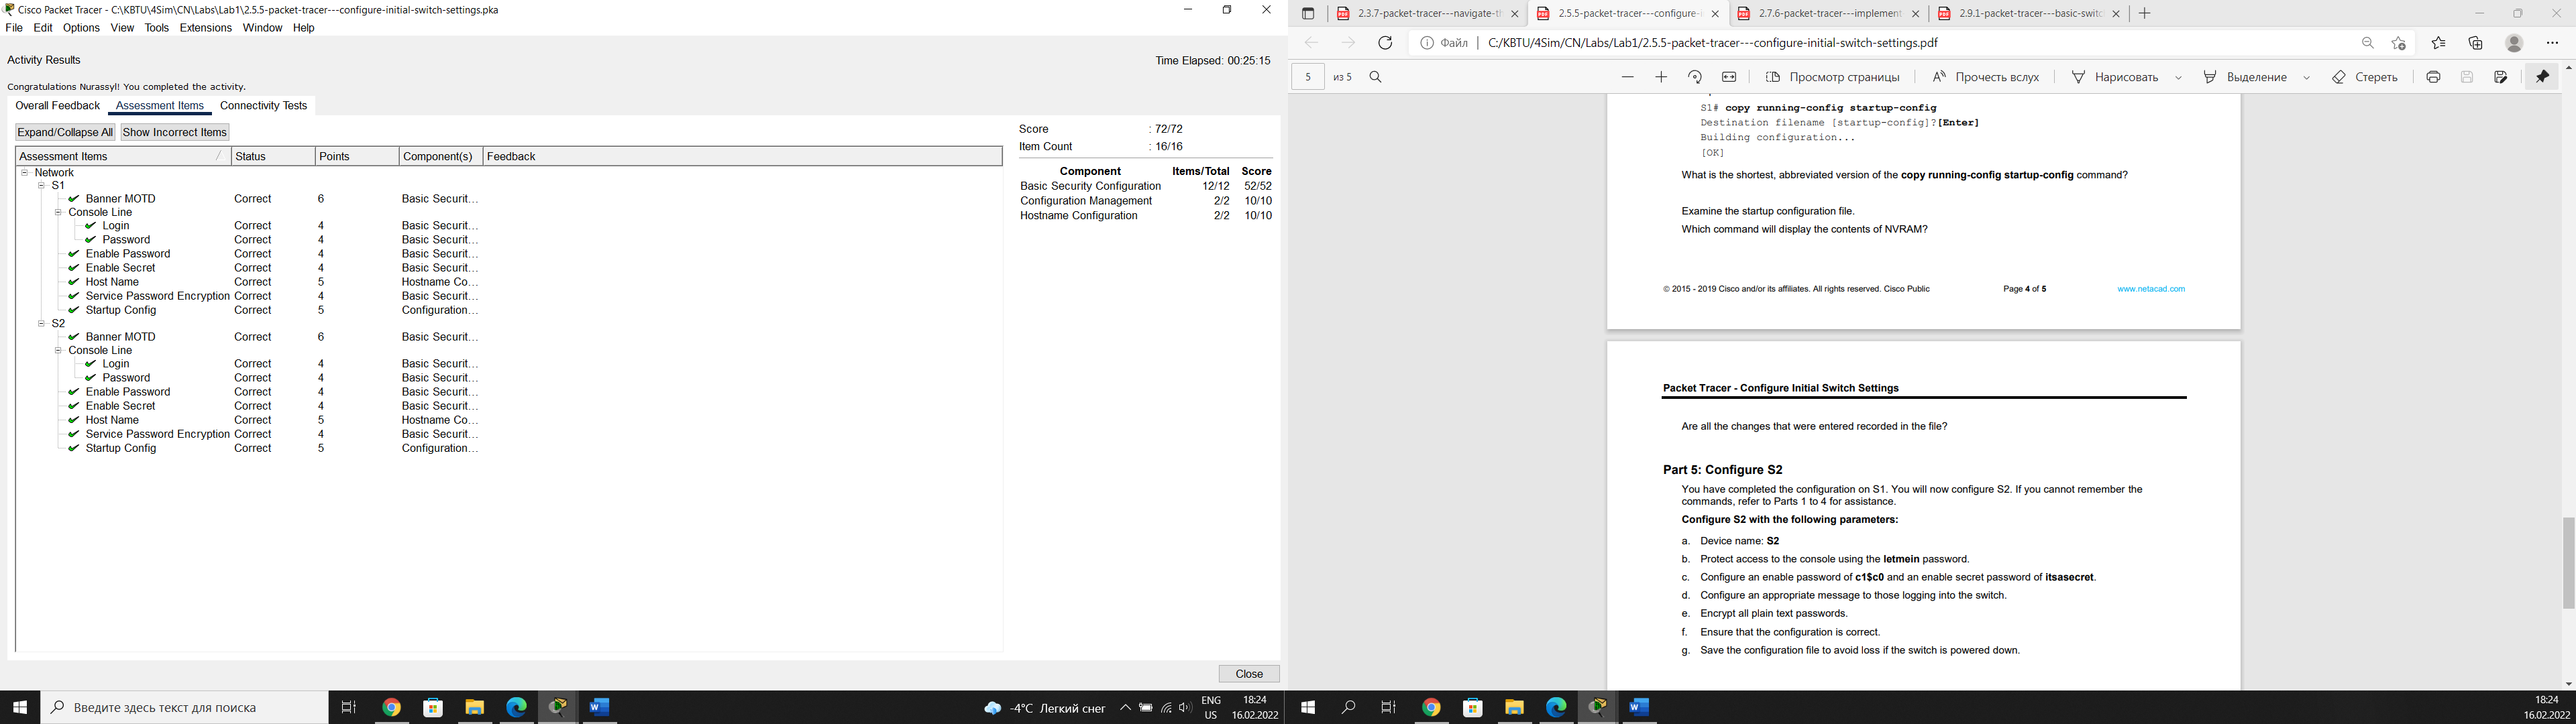 Cisco Packet Tracer - C:\KBTU\4Sim\CN\Labs\Lab1\2.5.5-packet-tracer---configure-initial-switch-settings.pka
File Edit Options View Tools Extensions Window Help
Activity Results
Time Elapsed: 00:25:15
Congratulations Nurassyl! You completed the activity.
Overall Feedback Assessment Items Connectivity Tests
Expand/Collapse All Show Incorrect Items
Assessment Items Status Points Component(s) Feedback
Network
S1
Banner MOTD Correct 6 Basic Securit...
Console Line
Login Correct 4 Basic Securit...
Password Correct 4 Basic Securit...
Enable Password Correct 4 Basic Securit...
Enable Secret Correct 4 Basic Securit...
Host Name Correct 5 Hostname Co...
Service Password Encryption Correct 4 Basic Securit...
Startup Config Correct 5 Configuration...
S2
Banner MOTD Correct 6 Basic Securit...
Console Line
Login Correct 4 Basic Securit...
Password Correct 4 Basic Securit...
Enable Password Correct 4 Basic Securit...
Enable Secret Correct 4 Basic Securit...
Host Name Correct 5 Hostname Co...
Service Password Encryption Correct 4 Basic Securit...
Startup Config Correct 5 Configuration...
Score : 72/72
Item Count : 16/16
Component Items/Total Score
Basic Security Configuration 12/12 52/52
Configuration Management 2/2 10/10
Hostname Configuration 2/2 10/10
Close
Введите здесь текст для поиска
-4°C Легкий снег
ENG
US
18:24
16.02.2022
2.3.7-packet-tracer---navigate-th
2.5.5-packet-tracer---configure-i
2.7.6-packet-tracer---implement
2.9.1-packet-tracer---basic-switc
Файл C:/KBTU/4Sim/CN/Labs/Lab1/2.5.5-packet-tracer---configure-initial-switch-settings.pdf
5 из 5
Просмотр страницы Прочесть вслух Нарисовать Выделение Стереть
S1# copy running-config startup-config
Destination filename [startup-config]?[Enter]
Building configuration...
[OK]
What is the shortest, abbreviated version of the copy running-config startup-config command?
Examine the startup configuration file.
Which command will display the contents of NVRAM?
© 2015 - 2019 Cisco and/or its affiliates. All rights reserved. Cisco Public Page 4 of 5 www.netacad.com
Packet Tracer - Configure Initial Switch Settings
Are all the changes that were entered recorded in the file?
Part 5: Configure S2
You have completed the configuration on S1. You will now configure S2. If you cannot remember the
commands, refer to Parts 1 to 4 for assistance.
Configure S2 with the following parameters:
a. Device name: S2
b. Protect access to the console using the letmein password.
c. Configure an enable password of c1$c0 and an enable secret password of itsasecret.
d. Configure an appropriate message to those logging into the switch.
e. Encrypt all plain text passwords.
f. Ensure that the configuration is correct.
g. Save the configuration file to avoid loss if the switch is powered down.
18:24
16.02.2022